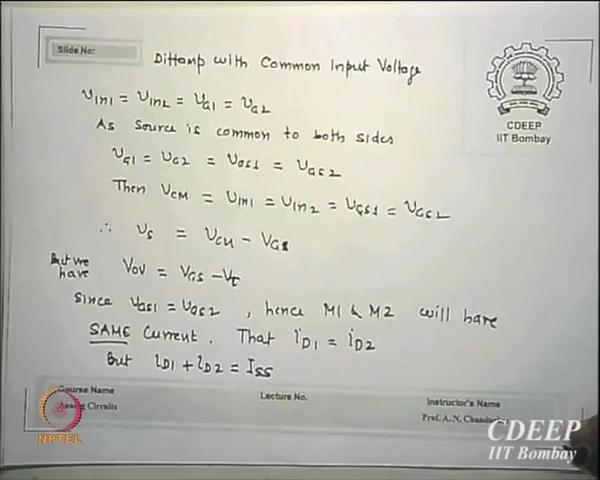 Slide No:
Diffamp with Common Input Voltage
CDEEP
IIT Bombay
VIN1 = VIN2 = VG1 = VG2
As Source is common to both sides
VG1 = VG2 = VGS1 = VGS2
Then VCM = VIN1 = VIN2 = VGS1 = VGS2
∴ VS = VCM - VGS
But we have VOV = VGS - Vt
Since VGS1 = VGS2 , hence M1 & M2 will have
SAME Current. That iD1 = iD2
But iD1 + iD2 = ISS
Course Name
Analog Circuits
Lecture No.
Instructor's Name
Prof. A. N.
NPTEL
CDEEP
IIT Bombay